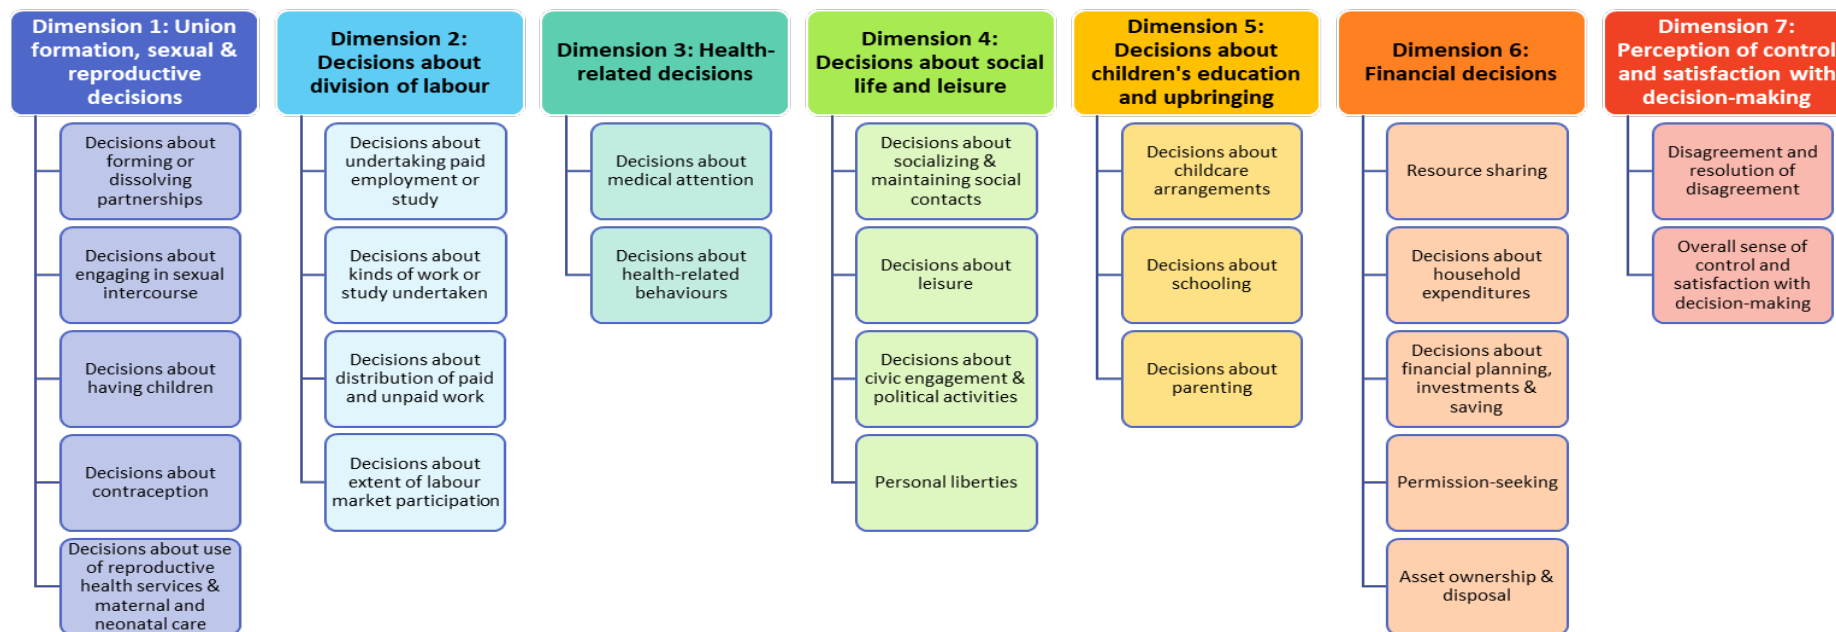 Dimension 1: Union
formation, sexual &
reproductive
decisions
Decisions about
forming or
dissolving
partnerships
Decisions about
engaging in sexual
intercourse
Decisions about
having children
Decisions about
contraception
Decisions about use
of reproductive
health services &
maternal and
neonatal care
Dimension 2:
Decisions about
division of labour
Decisions about
undertaking paid
employment or
study
Decisions about
kinds of work or
study undertaken
Decisions about
distribution of paid
and unpaid work
Decisions about
extent of labour
market participation
Dimension 3: Health-
related decisions
Decisions about
medical attention
Decisions about
health-related
behaviours
Dimension 4:
Decisions about social
life and leisure
Decisions about
socializing &
maintaining social
contacts
Decisions about
leisure
Decisions about
civic engagement &
political activities
Personal liberties
Dimension 5:
Decisions about
children's education
and upbringing
Decisions about
childcare
arrangements
Decisions about
schooling
Decisions about
parenting
Dimension 6:
Financial decisions
Resource sharing
Decisions about
household
expenditures
Decisions about
financial planning,
investments &
saving
Permission-seeking
Asset ownership &
disposal
Dimension 7:
Perception of control
and satisfaction with
decision-making
Disagreement and
resolution of
disagreement
Overall sense of
control and
satisfaction with
decision-making